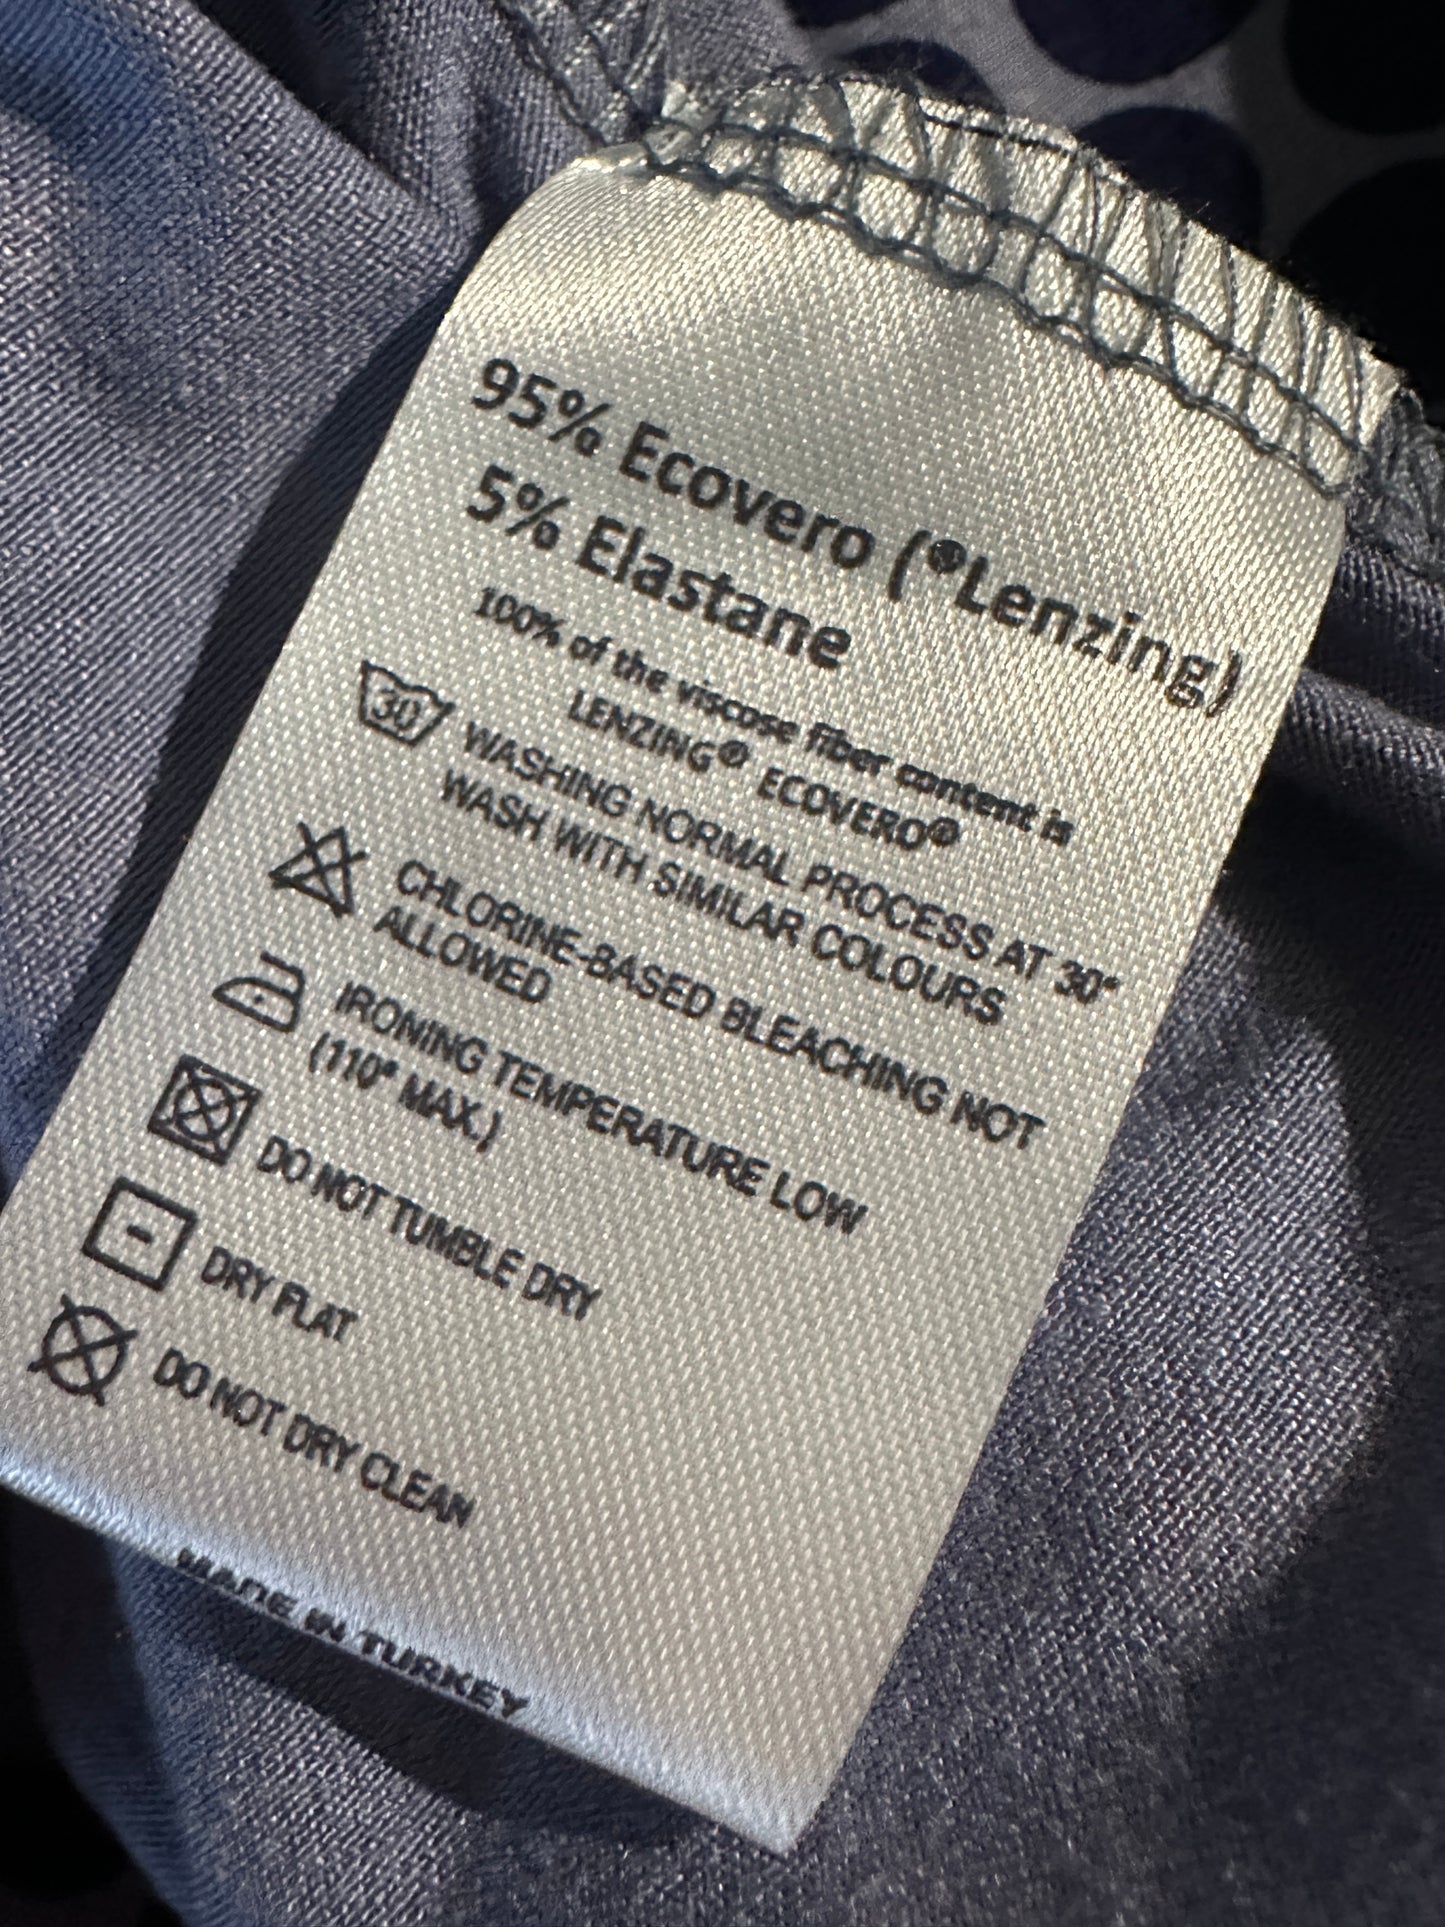 95% Ecovero (®Lenzing)
5% Elastane
100% of the viscose fiber content is
LENZING® ECOVERO®
30
WASHING NORMAL PROCESS AT 30°
WASH WITH SIMILAR COLOURS
CHLORINE-BASED BLEACHING NOT
ALLOWED
IRONING TEMPERATURE LOW
(110° MAX.)
DO NOT TUMBLE DRY
DRY FLAT
DO NOT DRY CLEAN
MADE IN TURKEY